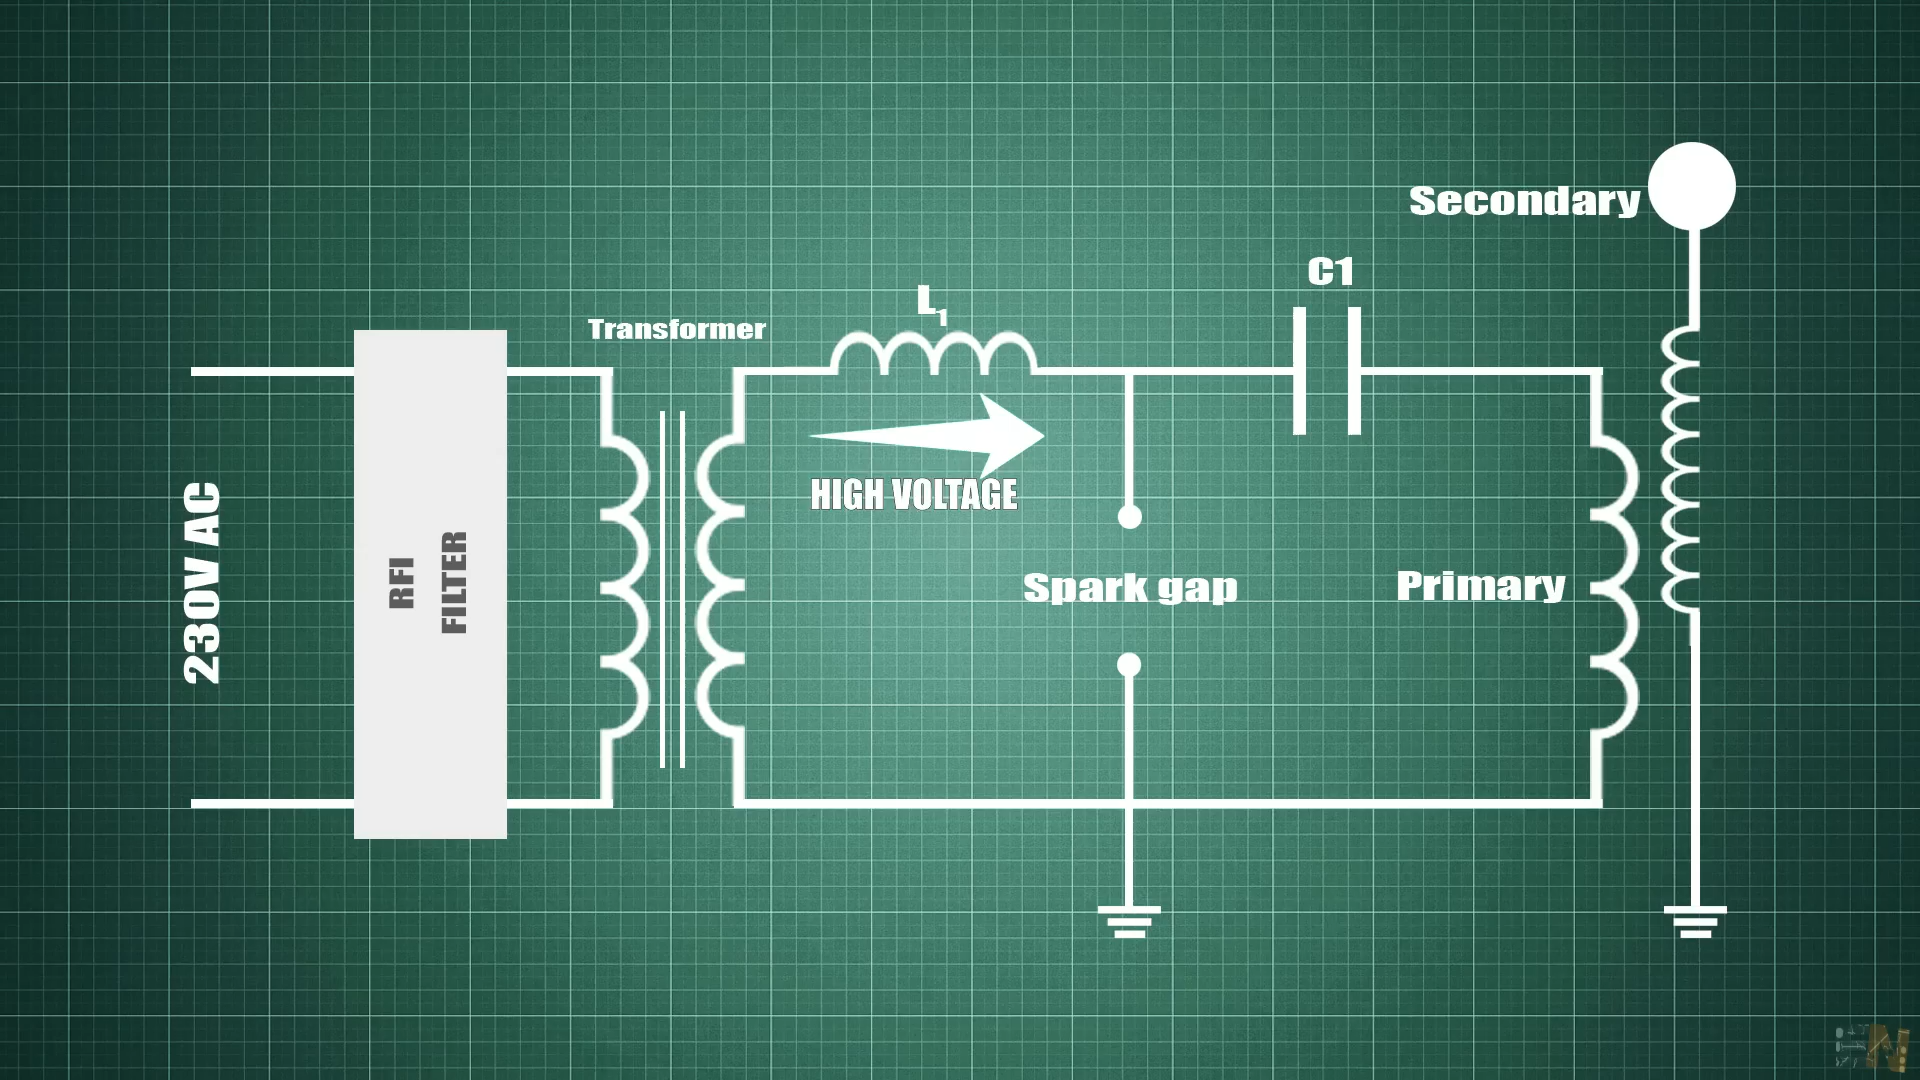 Secondary
C1
L1
Transformer
HIGH VOLTAGE
230V AC
RFI
FILTER
Spark gap
Primary